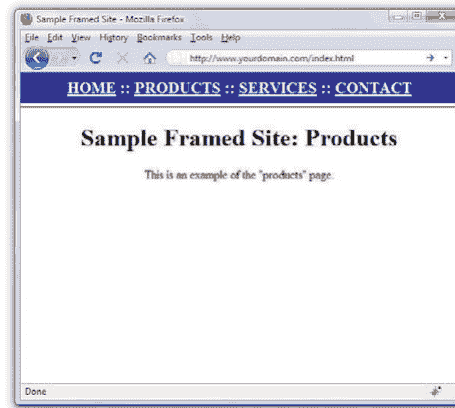 Sample Framed Site - Mozilla Firefox
File Edit View History Bookmarks Tools Help
http://www.yourdomain.com/index.html
HOME :: PRODUCTS :: SERVICES :: CONTACT
Sample Framed Site: Products
This is an example of the "products" page.
Done